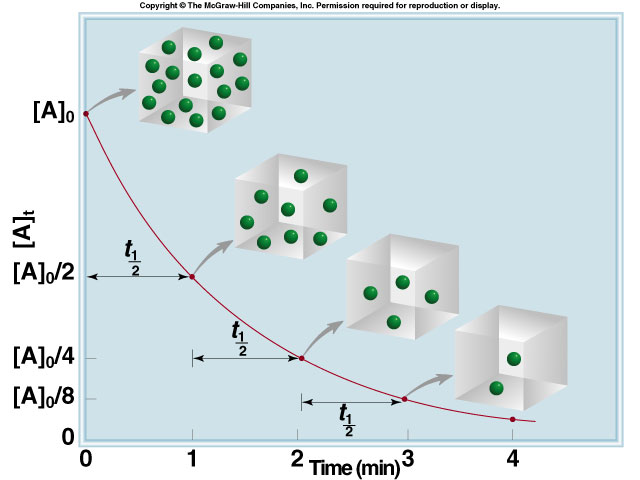 Copyright © The McGraw-Hill Companies, Inc. Permission required for reproduction or display.
[A]₀
[A]ₜ
t½
[A]₀/2
t½
[A]₀/4
[A]₀/8
t½
0
0 1 2 3 4
Time (min)